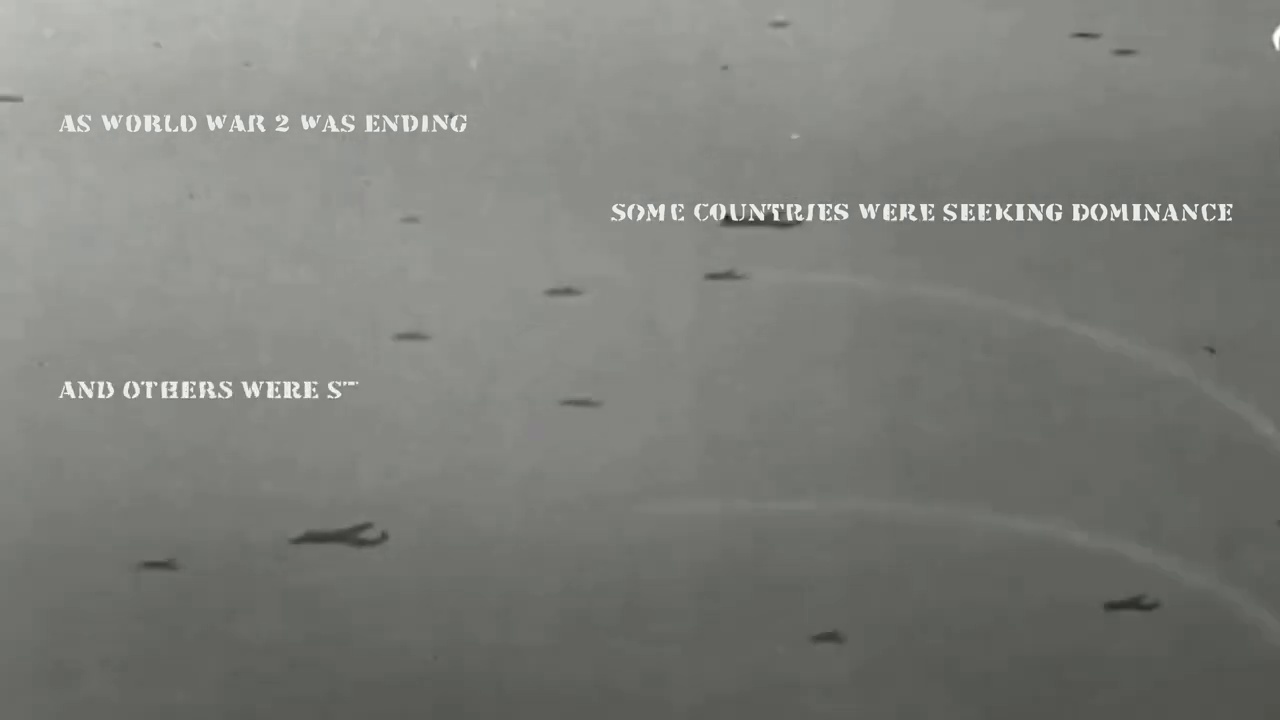 AS WORLD WAR 2 WAS ENDING
SOME COUNTRIES WERE SEEKING DOMINANCE
AND OTHERS WERE